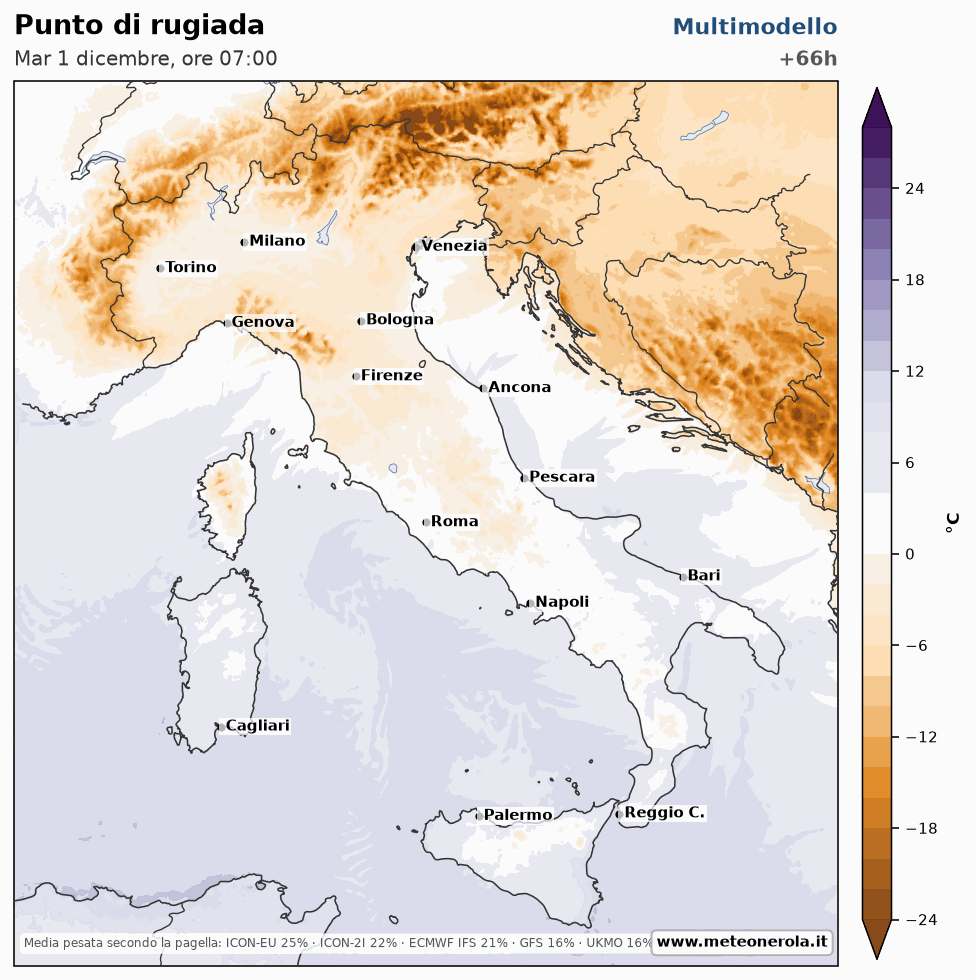 Punto di rugiada
Multimodello
Mar 1 dicembre, ore 07:00
+66h
Milano
Venezia
Torino
Genova
Bologna
Firenze
Ancona
Pescara
Roma
Bari
Napoli
Cagliari
Palermo
Reggio C.
24
18
12
6
0
−6
−12
−18
−24
°C
Media pesata secondo la pagella: ICON-EU 25% · ICON-2I 22% · ECMWF IFS 21% · GFS 16% · UKMO 16%
www.meteonerola.it